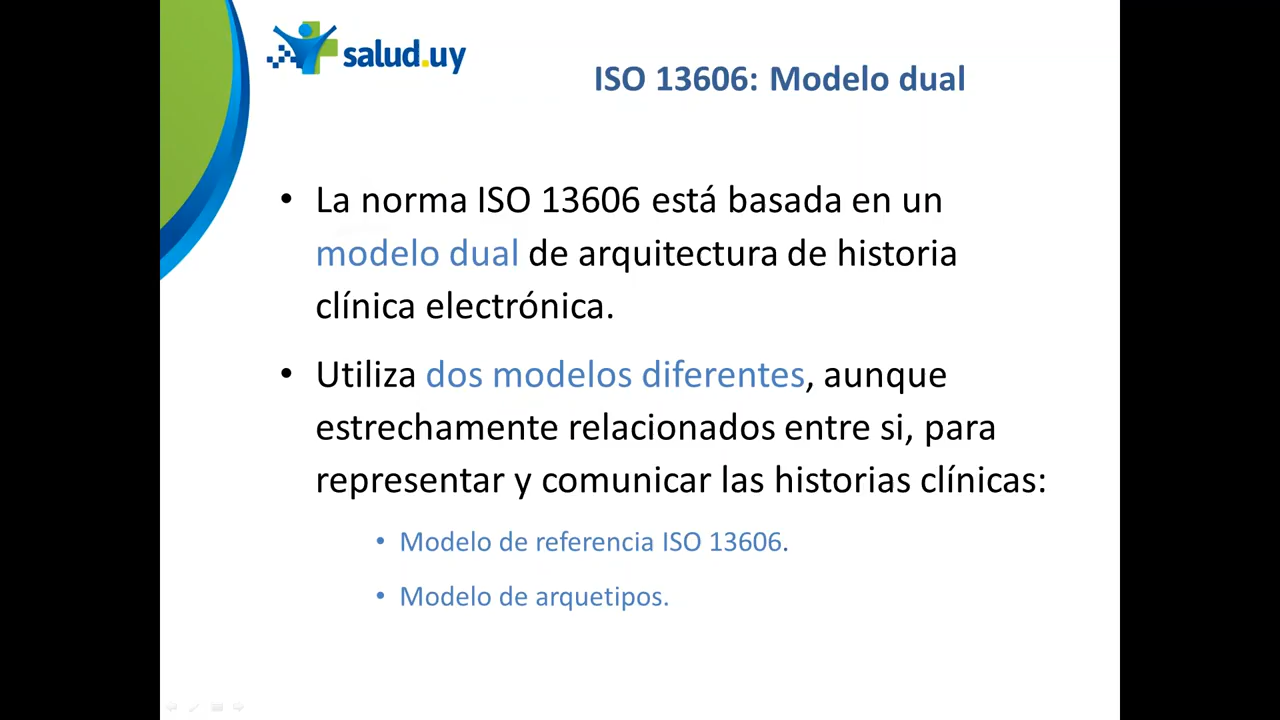 salud.uy
ISO 13606: Modelo dual
• La norma ISO 13606 está basada en un
modelo dual de arquitectura de historia
clínica electrónica.
• Utiliza dos modelos diferentes, aunque
estrechamente relacionados entre si, para
representar y comunicar las historias clínicas:
• Modelo de referencia ISO 13606.
• Modelo de arquetipos.